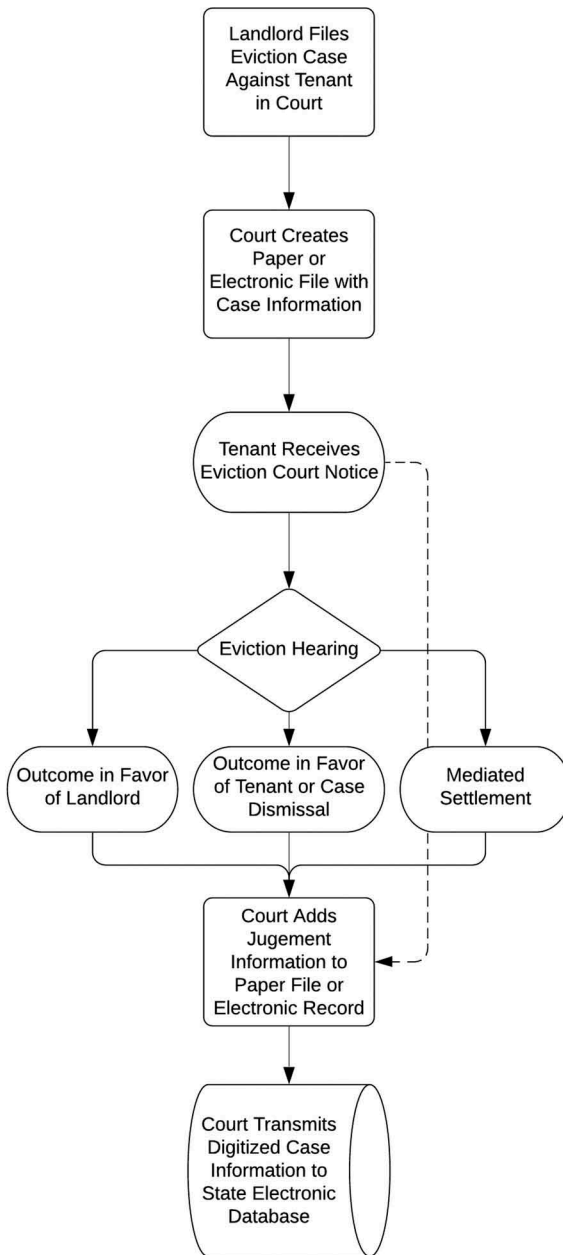 Landlord Files
Eviction Case
Against Tenant
in Court
Court Creates
Paper or
Electronic File with
Case Information
Tenant Receives
Eviction Court Notice
Eviction Hearing
Outcome in Favor
of Landlord
Outcome in Favor
of Tenant or Case
Dismissal
Mediated
Settlement
Court Adds
Jugement
Information to
Paper File or
Electronic Record
Court Transmits
Digitized Case
Information to
State Electronic
Database